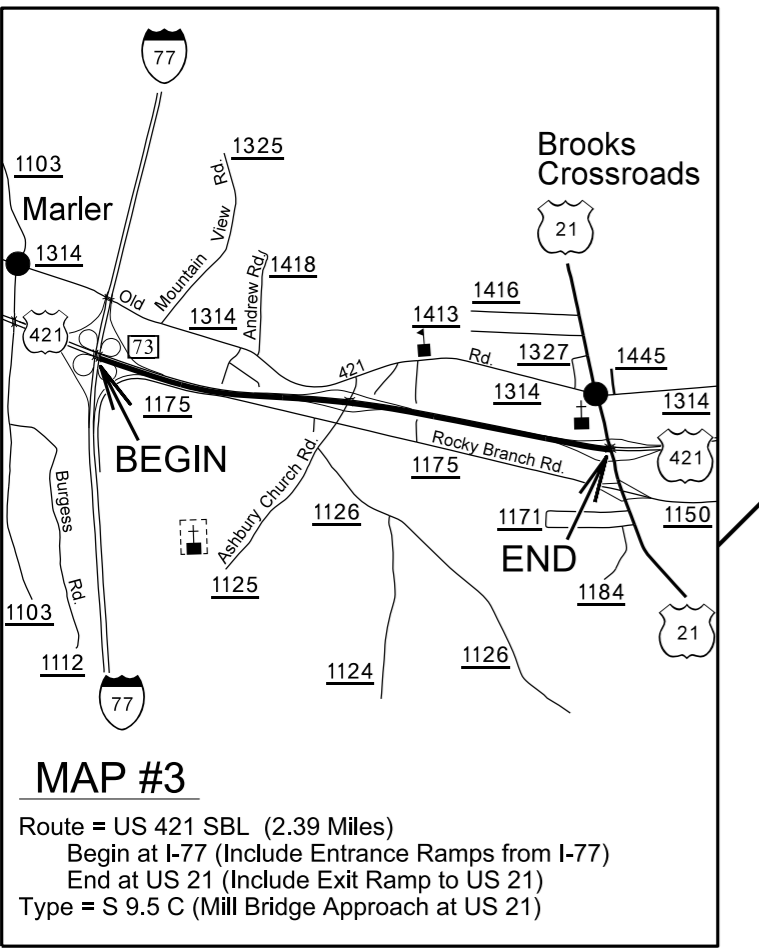 77
1103
Marler
1314
1325
Mountain View Rd.
Brooks
Crossroads
21
Old
421
Rd.
1314
1418
Andrew Rd.
1416
1413
1327
1445
421
73
1314
1314
1175
BEGIN
Rocky Branch Rd.
1175
421
Burgess Rd.
Ashbury Church Rd.
1126
1171
END
1150
1103
1125
1184
1112
1124
1126
21
77
MAP #3
Route = US 421 SBL (2.39 Miles)
Begin at I-77 (Include Entrance Ramps from I-77)
End at US 21 (Include Exit Ramp to US 21)
Type = S 9.5 C (Mill Bridge Approach at US 21)